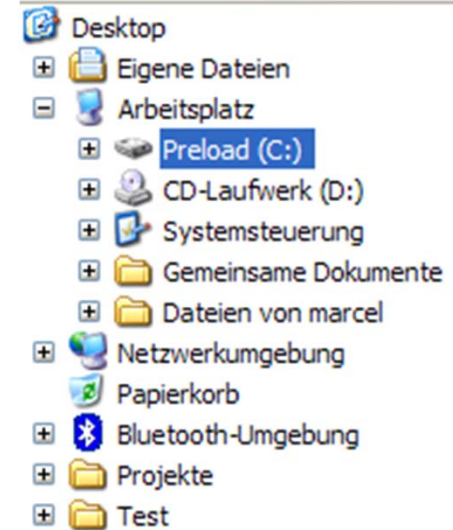 Desktop
Eigene Dateien
Arbeitsplatz
Preload (C:)
CD-Laufwerk (D:)
Systemsteuerung
Gemeinsame Dokumente
Dateien von marcel
Netzwerkumgebung
Papierkorb
Bluetooth-Umgebung
Projekte
Test